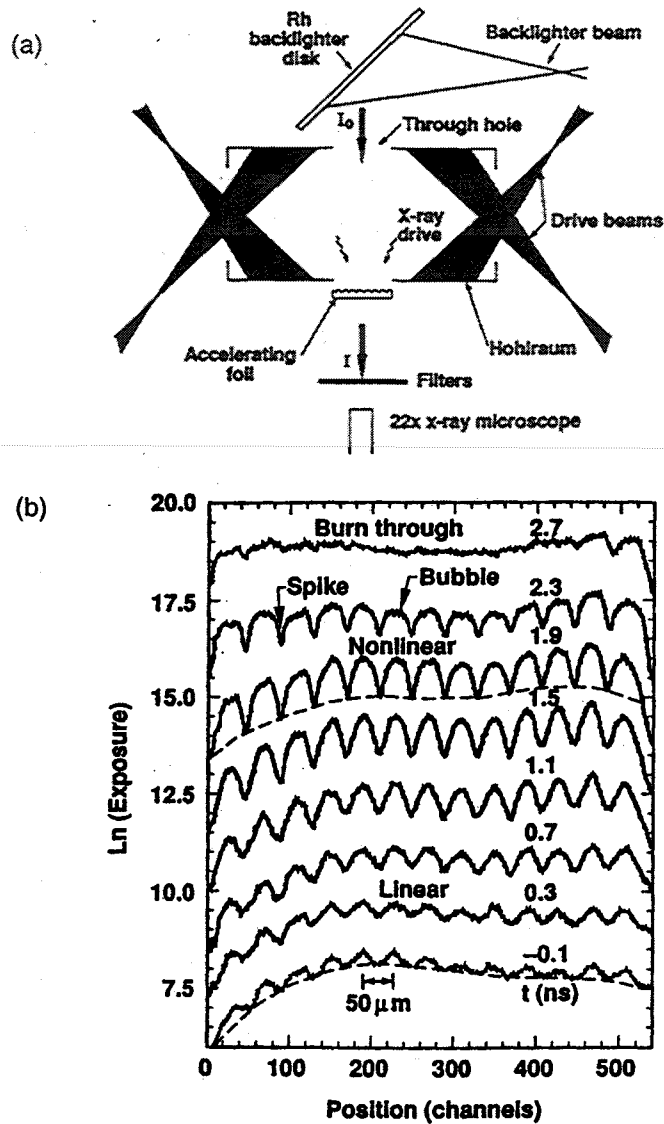 (a)
Rh
backlighter
disk
Backlighter beam
I₀
Through hole
X-ray
drive
Drive beams
Accelerating
foil
I
Hohlraum
Filters
22x x-ray microscope
(b)
Ln (Exposure)
20.0
17.5
15.0
12.5
10.0
7.5
Burn through 2.7
Spike Bubble 2.3
Nonlinear 1.9
1.5
1.1
0.7
Linear 0.3
–0.1
50 μm t (ns)
0 100 200 300 400 500
Position (channels)